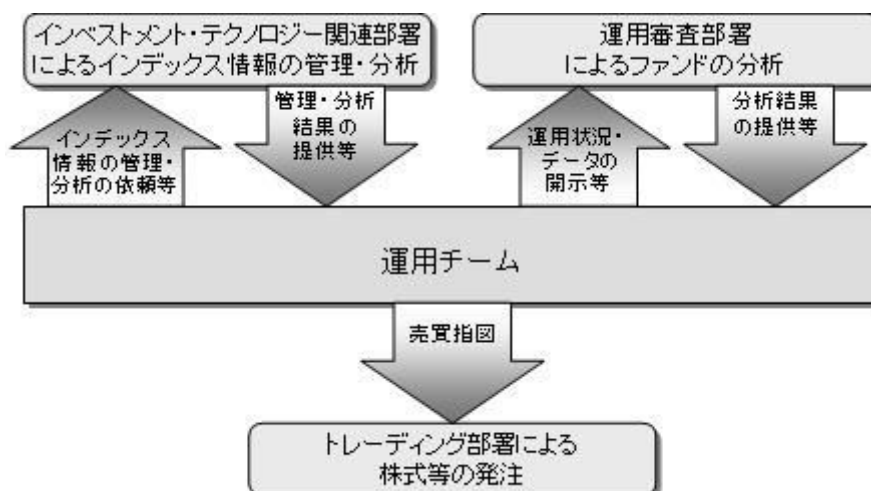 インベストメント・テクノロジー関連部署
によるインデックス情報の管理・分析
運用審査部署
によるファンドの分析
インデックス
情報の管理・
分析の依頼等
管理・分析
結果の
提供等
運用状況・
データの
開示等
分析結果
の提供等
運用チーム
売買指図
トレーディング部署による
株式等の発注